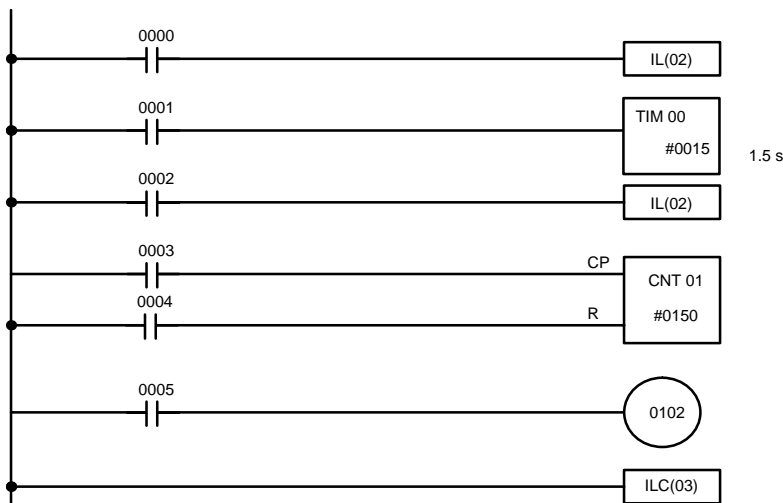 0000
IL(02)
0001
TIM 00
#0015
1.5 s
0002
IL(02)
0003
CP
CNT 01
0004
R
#0150
0005
0102
ILC(03)